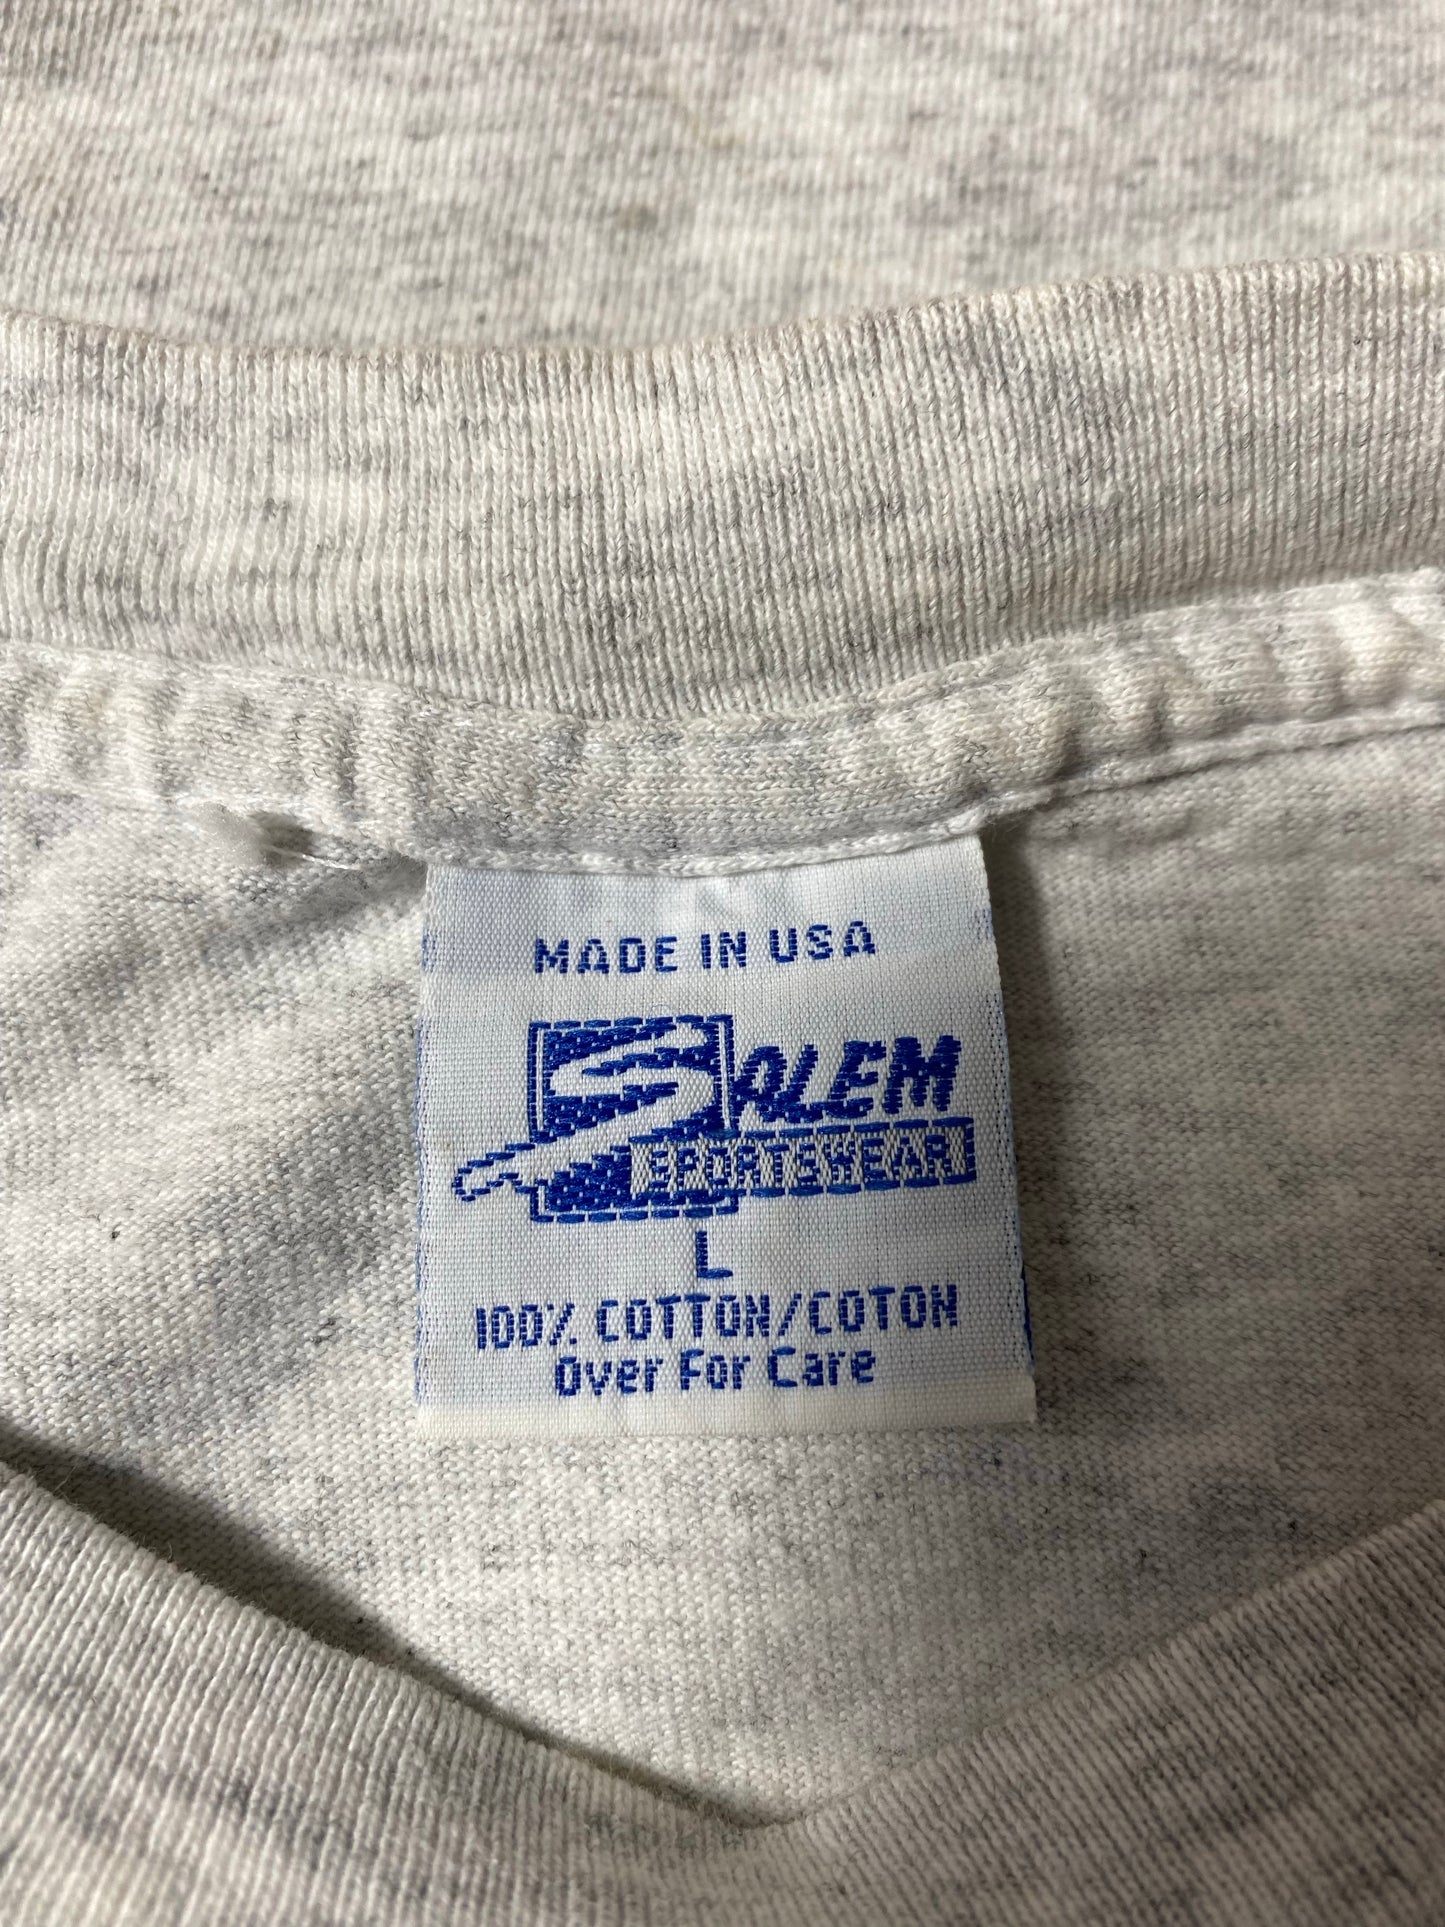 MADE IN USA
SALEM
SPORTSWEAR
L
100% COTTON/COTON
Over For Care